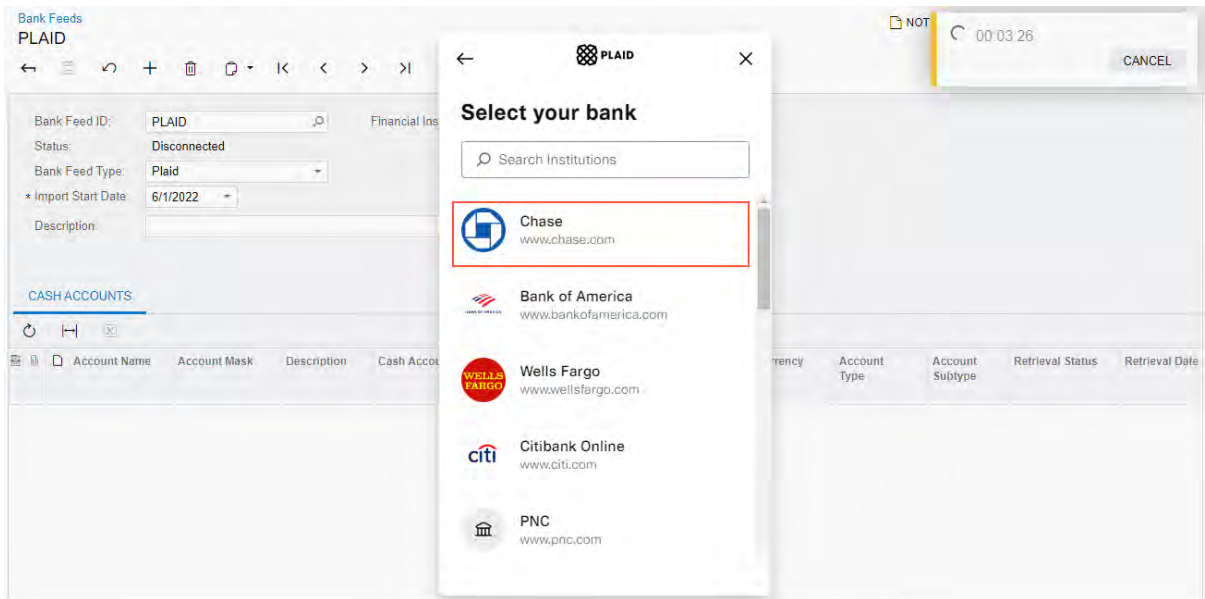 Bank Feeds
PLAID
NOT
00:03:26
CANCEL
Bank Feed ID: PLAID Financial Ins
Status: Disconnected
Bank Feed Type: Plaid
* Import Start Date: 6/1/2022
Description:
CASH ACCOUNTS
Account Name Account Mask Description Cash Accou rrency Account Type Account Subtype Retrieval Status Retrieval Date
PLAID
Select your bank
Search Institutions
Chase
www.chase.com
BANK OF AMERICA
Bank of America
www.bankofamerica.com
WELLS
FARGO
Wells Fargo
www.wellsfargo.com
citi
Citibank Online
www.citi.com
PNC
www.pnc.com